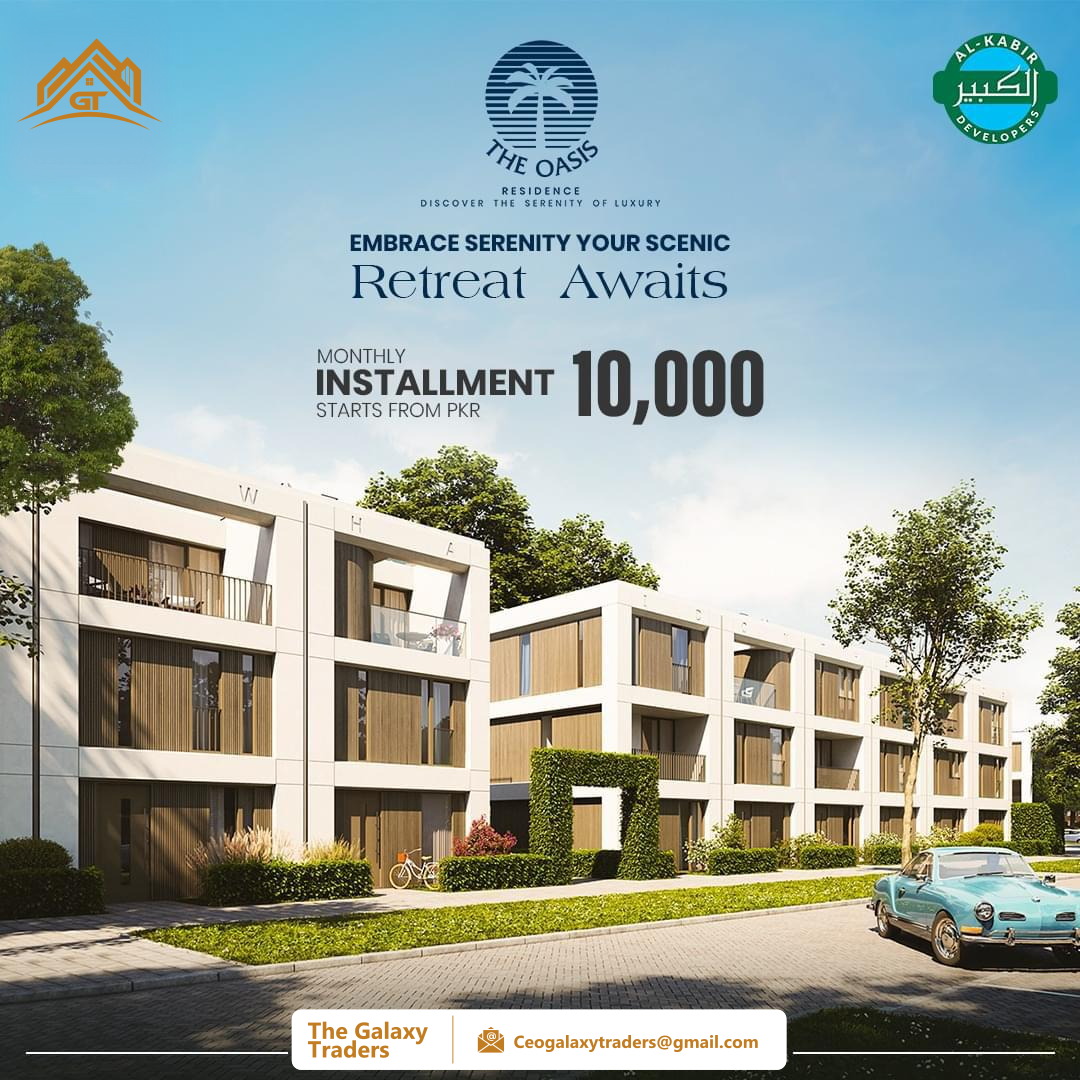 GT
THE OASIS
RESIDENCE
DISCOVER THE SERENITY OF LUXURY
AL-KABIR
الكبير
DEVELOPERS
EMBRACE SERENITY YOUR SCENIC
Retreat Awaits
MONTHLY
INSTALLMENT
STARTS FROM PKR
10,000
W
H A
The Galaxy
Traders
Ceogalaxytraders@gmail.com